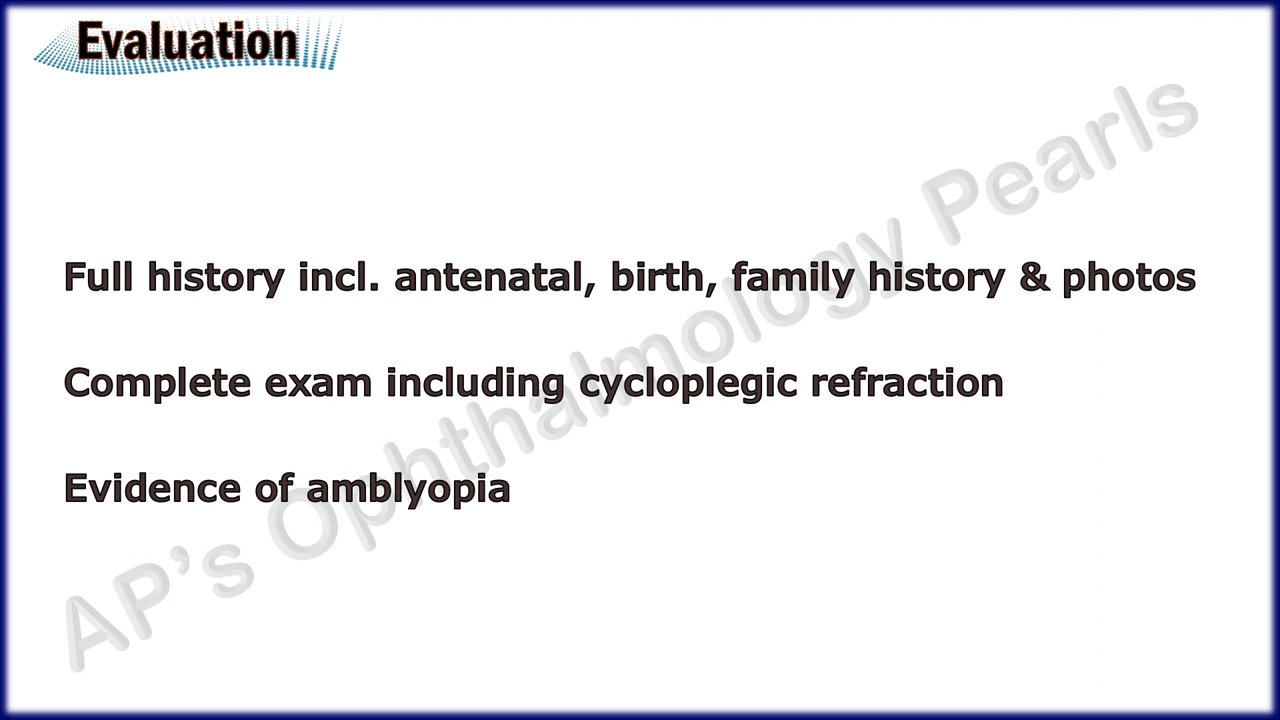 Evaluation
Full history incl. antenatal, birth, family history & photos
Complete exam including cycloplegic refraction
Evidence of amblyopia
AP's Ophthalmology Pearls